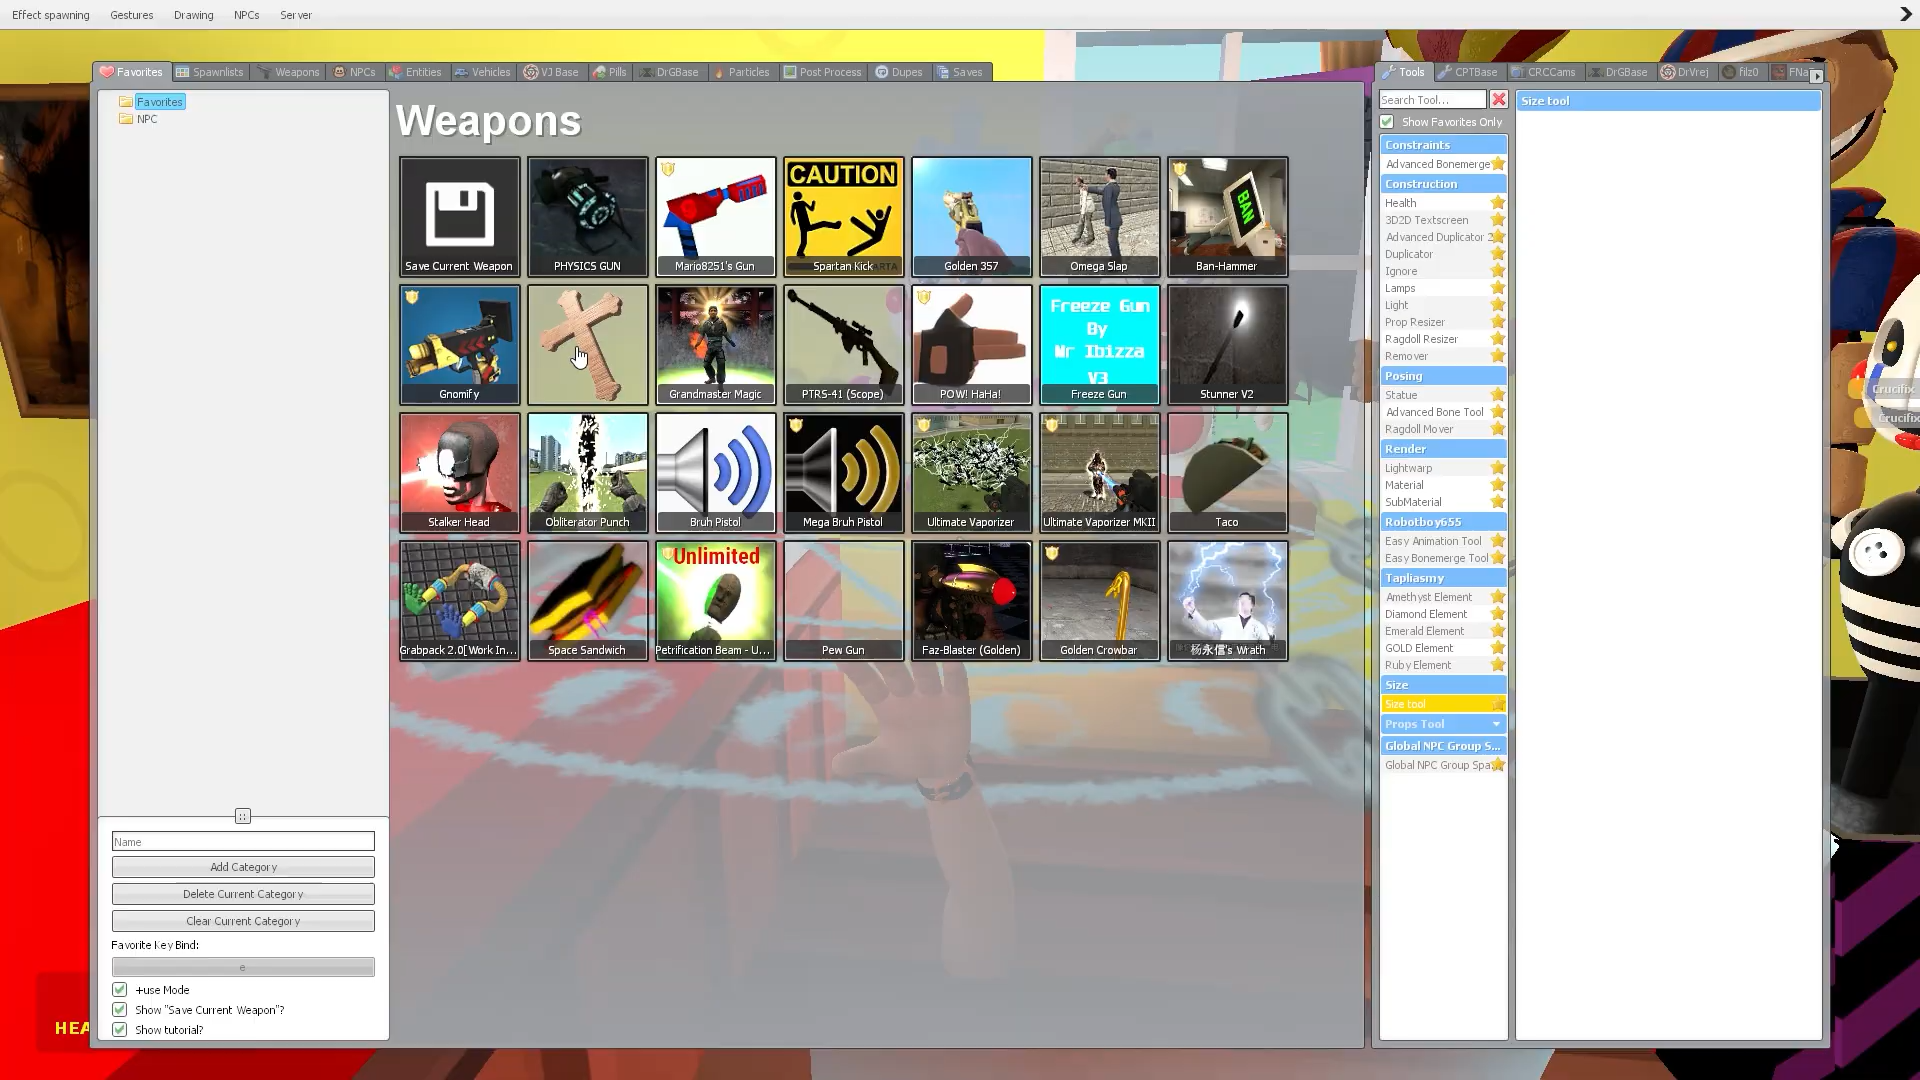 Effect spawning Gestures Drawing NPCs Server
Favorites Spawnlists Weapons NPCs Entities Vehicles VJ Base Pills DrGBase Particles Post Process Dupes Saves
Tools CPTBase CRCCams DrGBase DrVrej filz0 FNa
Favorites
NPC
Weapons
Save Current Weapon
PHYSICS GUN
Mario8251's Gun
CAUTION
Spartan Kick
Golden 357
Omega Slap
BAN
Ban-Hammer
Gnomify
Grandmaster Magic
PTRS-41 (Scope)
POW! HaHa!
Freeze Gun
By
Mr Ibizza
V3
Freeze Gun
Stunner V2
Stalker Head
Obliterator Punch
Bruh Pistol
Mega Bruh Pistol
Ultimate Vaporizer
Ultimate Vaporizer MKII
Taco
Grabpack 2.0[Work In...
Space Sandwich
Unlimited
Petrification Beam - U...
Pew Gun
Faz-Blaster (Golden)
Golden Crowbar
杨永信's Wrath
Name
Add Category
Delete Current Category
Clear Current Category
Favorite Key Bind:
e
+use Mode
Show "Save Current Weapon"?
Show tutorial?
HEA
Search Tool...
Show Favorites Only
Constraints
Advanced Bonemerge
Construction
Health
3D2D Textscreen
Advanced Duplicator 2
Duplicator
Ignore
Lamps
Light
Prop Resizer
Ragdoll Resizer
Remover
Posing
Statue
Advanced Bone Tool
Ragdoll Mover
Render
Lightwarp
Material
SubMaterial
Robotboy655
Easy Animation Tool
Easy Bonemerge Tool
Tapliasmy
Amethyst Element
Diamond Element
Emerald Element
GOLD Element
Ruby Element
Size
Size tool
Props Tool
Global NPC Group S...
Global NPC Group Spa
Size tool
Crucifix
Crucifix